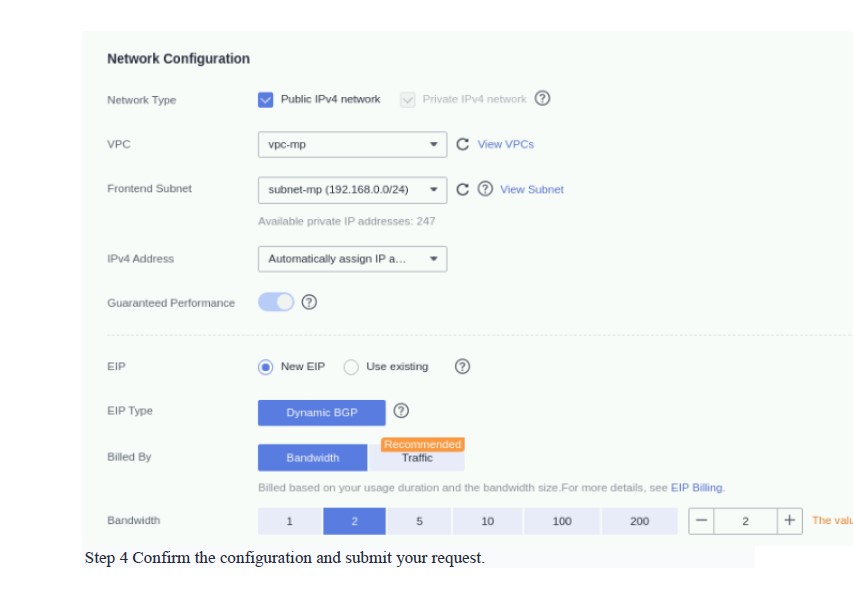 Network Configuration
Network Type Public IPv4 network Private IPv4 network ?
VPC vpc-mp View VPCs
Frontend Subnet subnet-mp (192.168.0.0/24) ? View Subnet
Available private IP addresses: 247
IPv4 Address Automatically assign IP a...
Guaranteed Performance ?
EIP New EIP Use existing ?
EIP Type Dynamic BGP ?
Recommended
Billed By Bandwidth Traffic
Billed based on your usage duration and the bandwidth size.For more details, see EIP Billing.
Bandwidth 1 2 5 10 100 200 − 2 + The
Step 4 Confirm the configuration and submit your request.